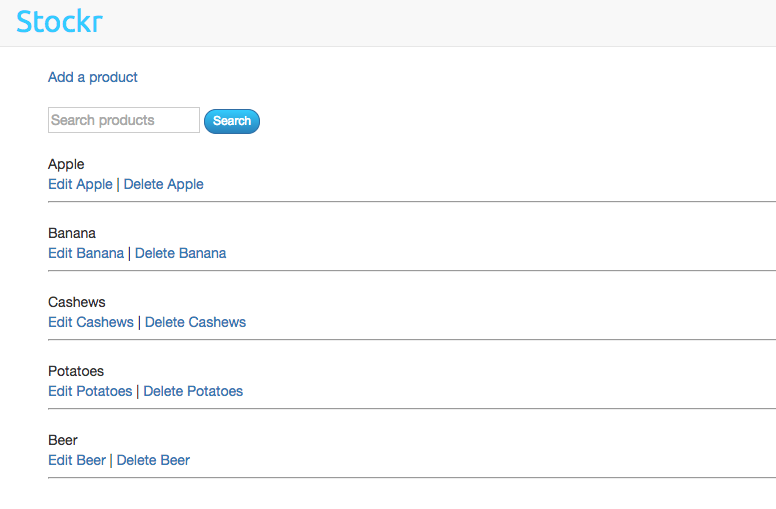 Stockr
Add a product
Search products Search
Apple
Edit Apple | Delete Apple
Banana
Edit Banana | Delete Banana
Cashews
Edit Cashews | Delete Cashews
Potatoes
Edit Potatoes | Delete Potatoes
Beer
Edit Beer | Delete Beer